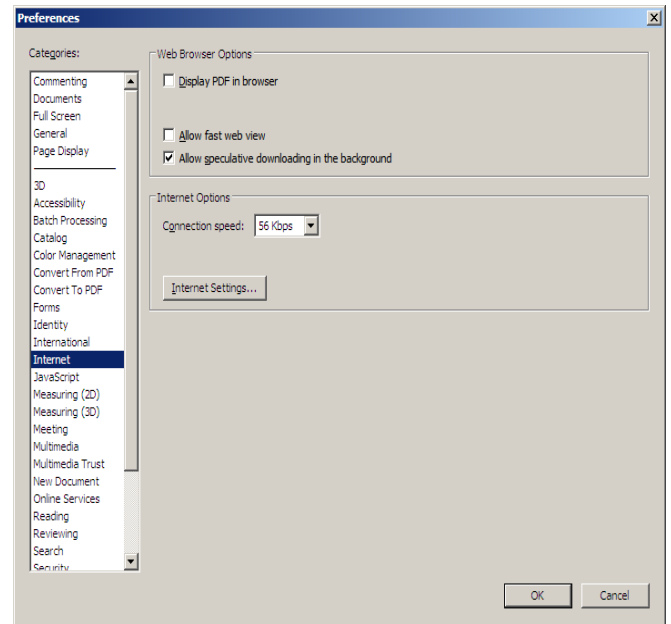 Preferences
Categories:
Commenting
Documents
Full Screen
General
Page Display
3D
Accessibility
Batch Processing
Catalog
Color Management
Convert From PDF
Convert To PDF
Forms
Identity
International
Internet
JavaScript
Measuring (2D)
Measuring (3D)
Meeting
Multimedia
Multimedia Trust
New Document
Online Services
Reading
Reviewing
Search
Security
Web Browser Options
Display PDF in browser
Allow fast web view
Allow speculative downloading in the background
Internet Options
Connection speed: 56 Kbps
Internet Settings...
OK Cancel